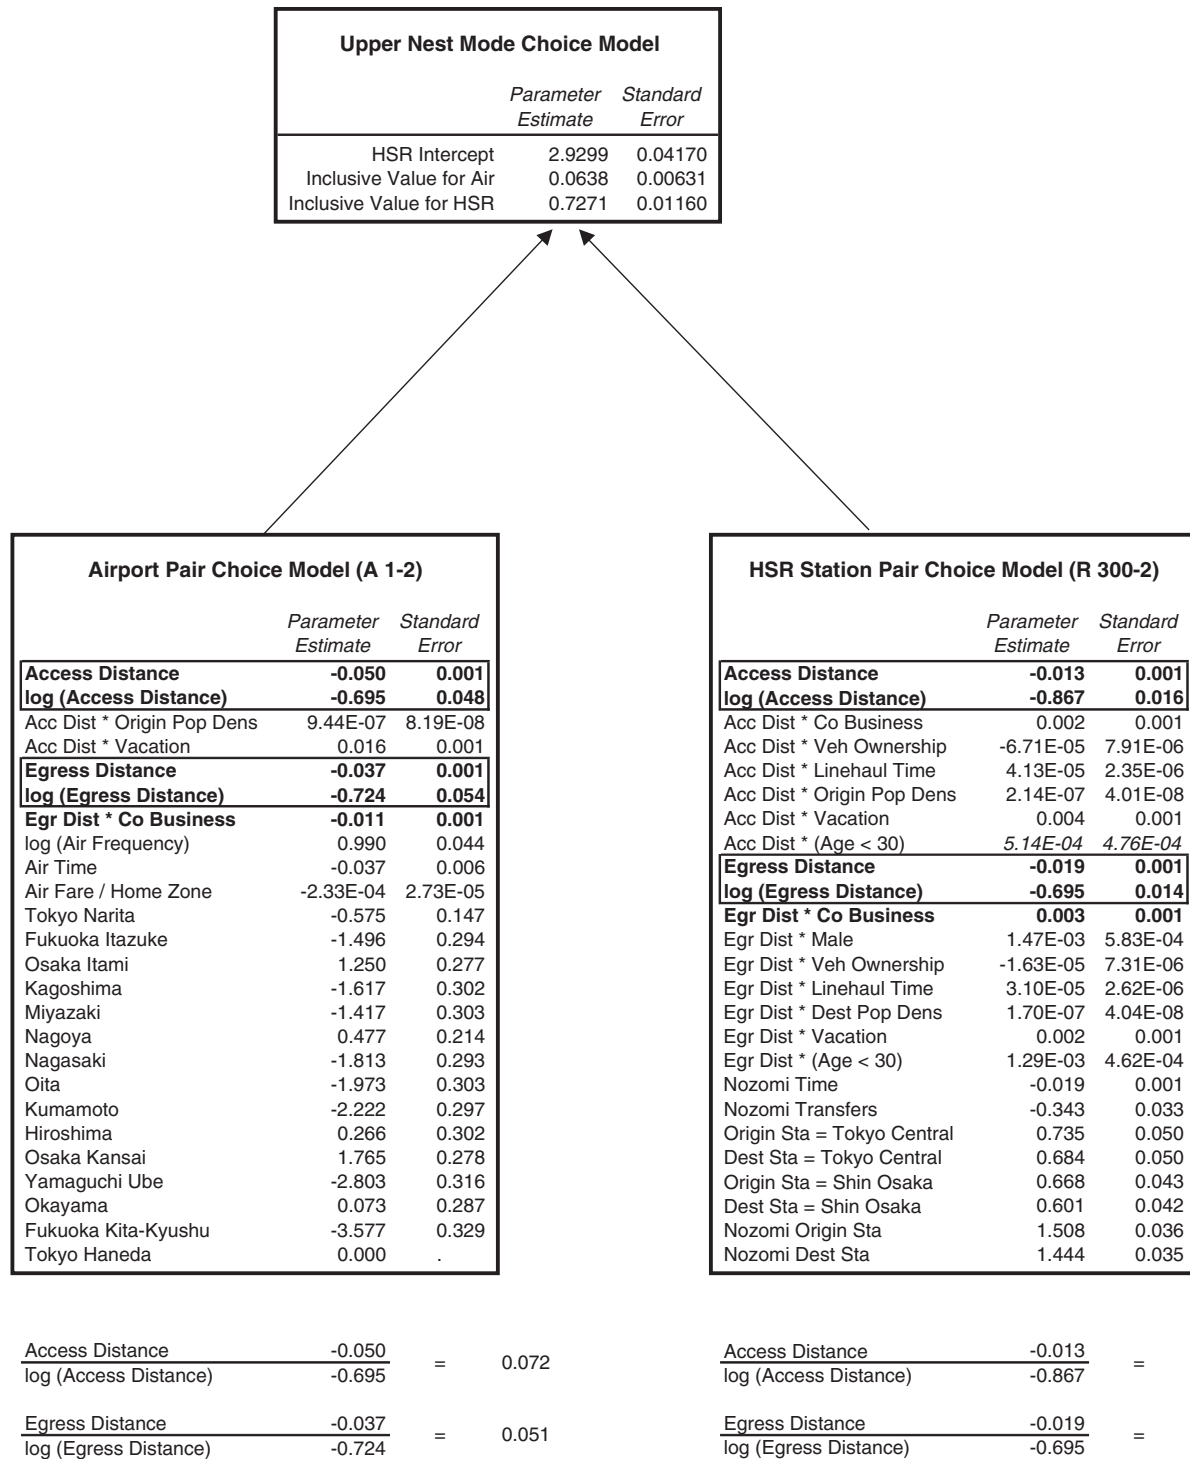 Upper Nest Mode Choice Model
Parameter Standard
Estimate Error
HSR Intercept 2.9299 0.04170
Inclusive Value for Air 0.0638 0.00631
Inclusive Value for HSR 0.7271 0.01160
Airport Pair Choice Model (A 1-2)
Parameter Standard
Estimate Error
Access Distance -0.050 0.001
log (Access Distance) -0.695 0.048
Acc Dist * Origin Pop Dens 9.44E-07 8.19E-08
Acc Dist * Vacation 0.016 0.001
Egress Distance -0.037 0.001
log (Egress Distance) -0.724 0.054
Egr Dist * Co Business -0.011 0.001
log (Air Frequency) 0.990 0.044
Air Time -0.037 0.006
Air Fare / Home Zone -2.33E-04 2.73E-05
Tokyo Narita -0.575 0.147
Fukuoka Itazuke -1.496 0.294
Osaka Itami 1.250 0.277
Kagoshima -1.617 0.302
Miyazaki -1.417 0.303
Nagoya 0.477 0.214
Nagasaki -1.813 0.293
Oita -1.973 0.303
Kumamoto -2.222 0.297
Hiroshima 0.266 0.302
Osaka Kansai 1.765 0.278
Yamaguchi Ube -2.803 0.316
Okayama 0.073 0.287
Fukuoka Kita-Kyushu -3.577 0.329
Tokyo Haneda 0.000 .
HSR Station Pair Choice Model (R 300-2)
Parameter Standard
Estimate Error
Access Distance -0.013 0.001
log (Access Distance) -0.867 0.016
Acc Dist * Co Business 0.002 0.001
Acc Dist * Veh Ownership -6.71E-05 7.91E-06
Acc Dist * Linehaul Time 4.13E-05 2.35E-06
Acc Dist * Origin Pop Dens 2.14E-07 4.01E-08
Acc Dist * Vacation 0.004 0.001
Acc Dist * (Age < 30) 5.14E-04 4.76E-04
Egress Distance -0.019 0.001
log (Egress Distance) -0.695 0.014
Egr Dist * Co Business 0.003 0.001
Egr Dist * Male 1.47E-03 5.83E-04
Egr Dist * Veh Ownership -1.63E-05 7.31E-06
Egr Dist * Linehaul Time 3.10E-05 2.62E-06
Egr Dist * Dest Pop Dens 1.70E-07 4.04E-08
Egr Dist * Vacation 0.002 0.001
Egr Dist * (Age < 30) 1.29E-03 4.62E-04
Nozomi Time -0.019 0.001
Nozomi Transfers -0.343 0.033
Origin Sta = Tokyo Central 0.735 0.050
Dest Sta = Tokyo Central 0.684 0.050
Origin Sta = Shin Osaka 0.668 0.043
Dest Sta = Shin Osaka 0.601 0.042
Nozomi Origin Sta 1.508 0.036
Nozomi Dest Sta 1.444 0.035
Access Distance -0.050
= 0.072
log (Access Distance) -0.695
Egress Distance -0.037
= 0.051
log (Egress Distance) -0.724
Access Distance -0.013
=
log (Access Distance) -0.867
Egress Distance -0.019
=
log (Egress Distance) -0.695